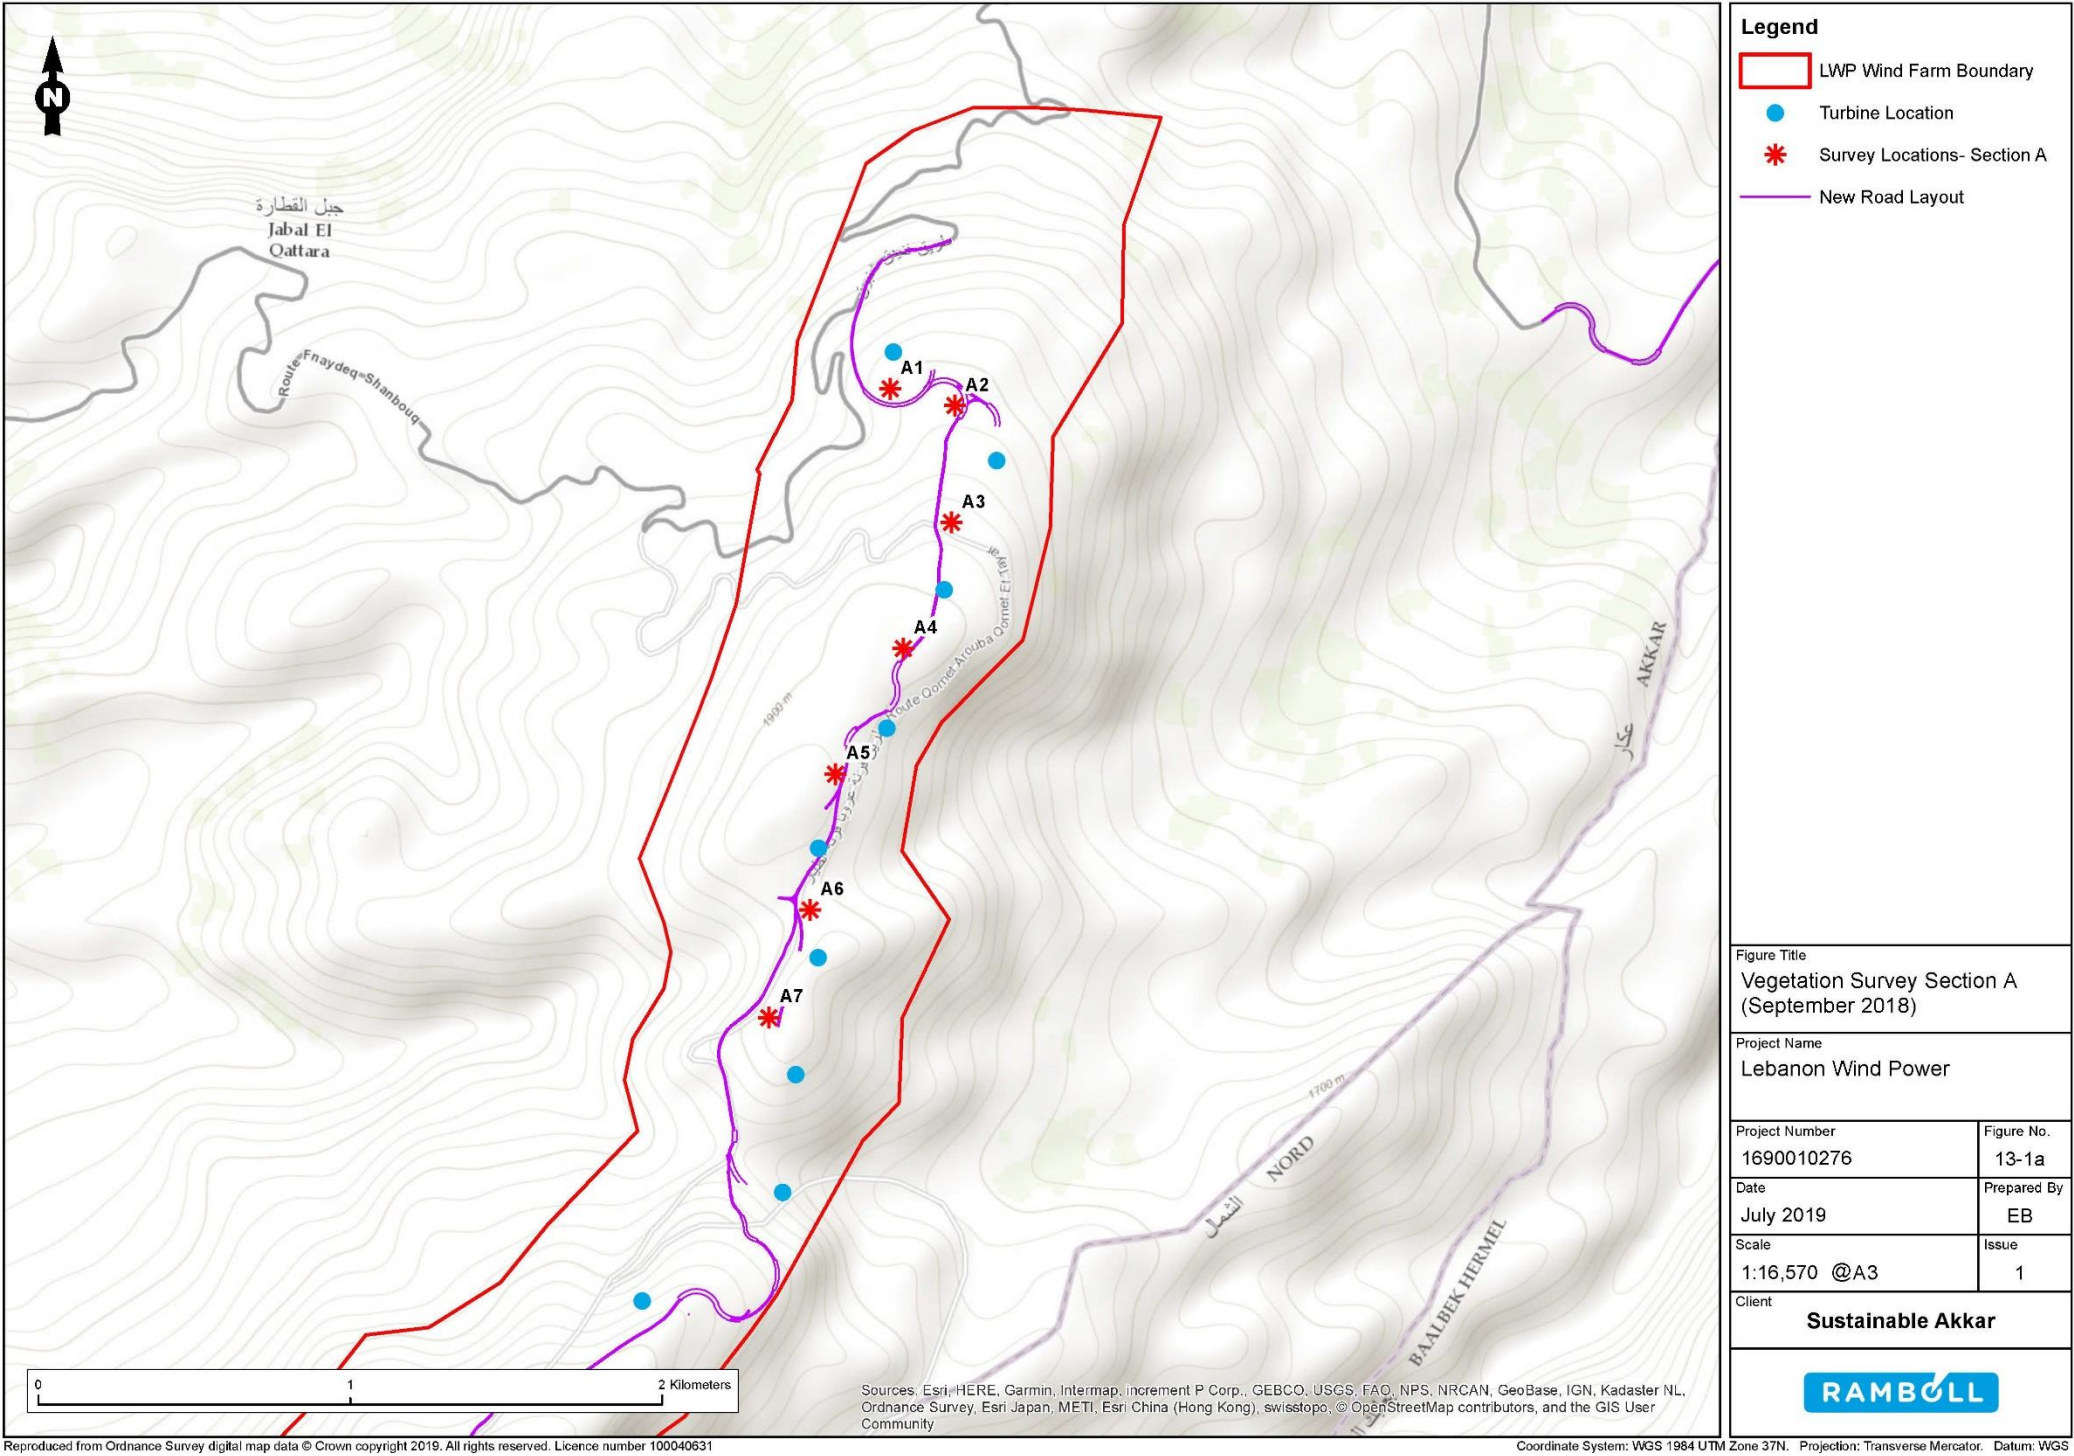 N
جبل القطارة
Jabal El
Qattara
Route Fnaydeq-Shanbouq
A1
A2
A3
A4
A5
A6
A7
Route Qornet Arouba Qornet El Tayar
1900 m
1700 m
AKKAR
عكار
NORD
الشمال
BAALBEK HERMEL
0 1 2 Kilometers
Sources: Esri, HERE, Garmin, Intermap, increment P Corp., GEBCO, USGS, FAO, NPS, NRCAN, GeoBase, IGN, Kadaster NL,
Ordnance Survey, Esri Japan, METI, Esri China (Hong Kong), swisstopo, © OpenStreetMap contributors, and the GIS User
Community
Legend
LWP Wind Farm Boundary
Turbine Location
Survey Locations- Section A
New Road Layout
Figure Title
Vegetation Survey Section A
(September 2018)
Project Name
Lebanon Wind Power
Project Number
1690010276
Figure No.
13-1a
Date
July 2019
Prepared By
EB
Scale
1:16,570 @A3
Issue
1
Client
Sustainable Akkar
RAMBOLL
Reproduced from Ordnance Survey digital map data © Crown copyright 2019. All rights reserved. Licence number 100040631
Coordinate System: WGS 1984 UTM Zone 37N. Projection: Transverse Mercator. Datum: WGS